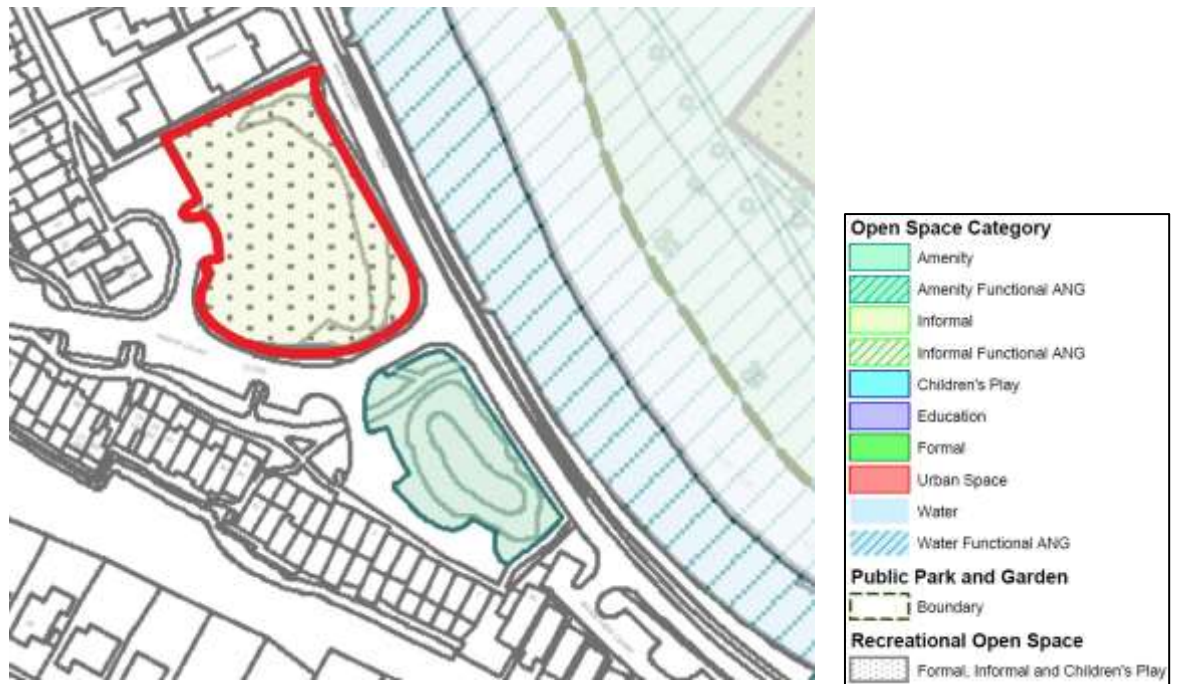 Open Space Category
Amenity
Amenity Functional ANG
Informal
Informal Functional ANG
Children's Play
Education
Formal
Urban Space
Water
Water Functional ANG
Public Park and Garden
Boundary
Recreational Open Space
Formal, Informal and Children's Play